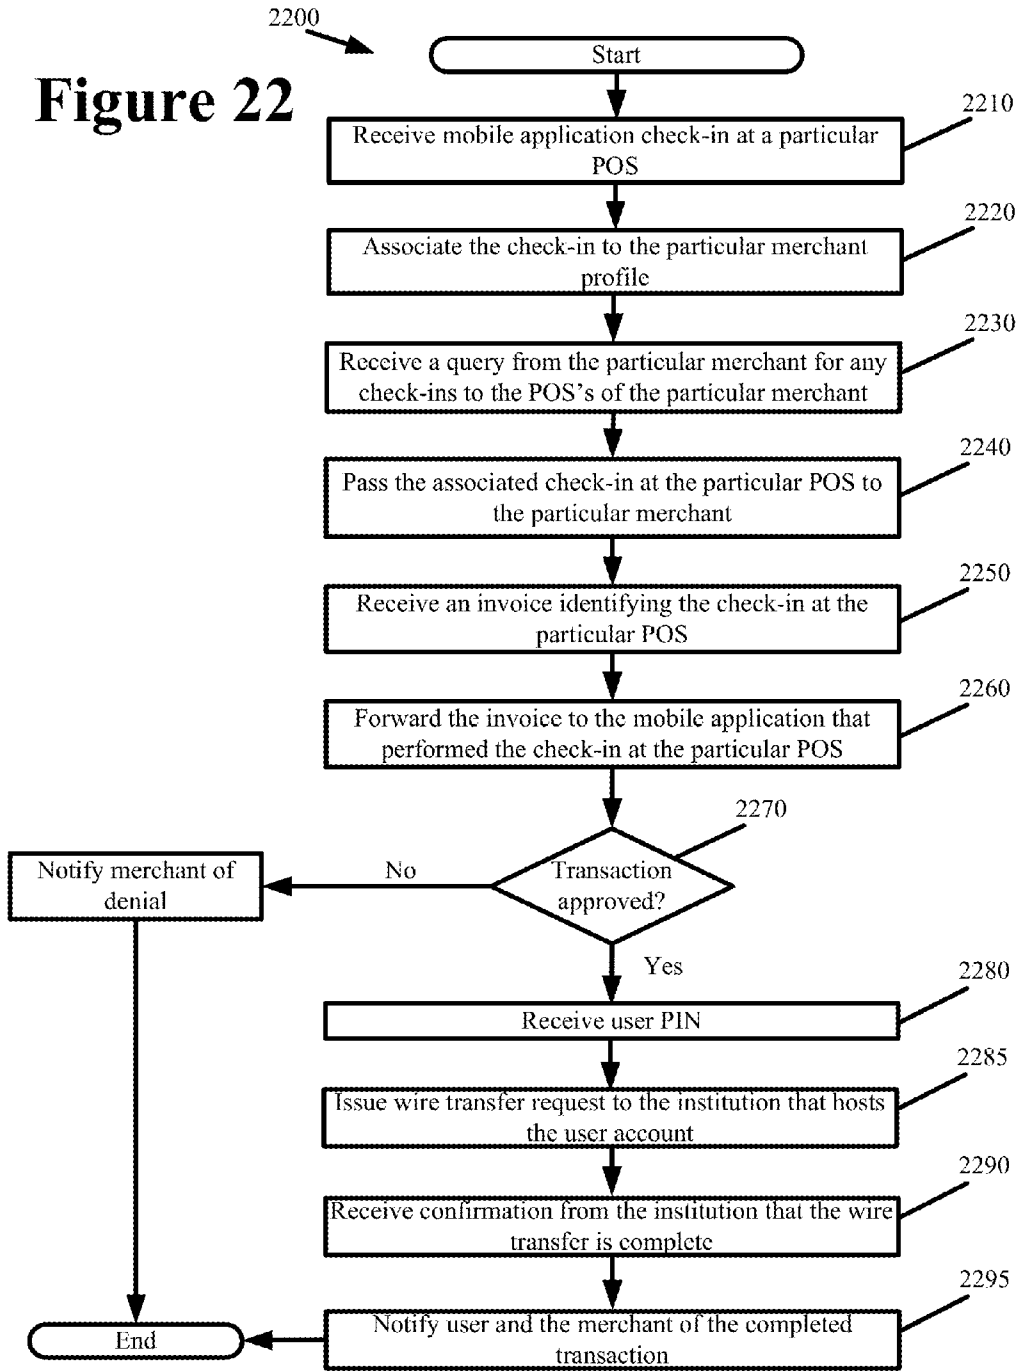 2200
Start
Figure 22
2210
Receive mobile application check-in at a particular
POS
2220
Associate the check-in to the particular merchant
profile
2230
Receive a query from the particular merchant for any
check-ins to the POS's of the particular merchant
2240
Pass the associated check-in at the particular POS to
the particular merchant
2250
Receive an invoice identifying the check-in at the
particular POS
2260
Forward the invoice to the mobile application that
performed the check-in at the particular POS
2270
Transaction
approved?
No
Notify merchant of
denial
Yes
2280
Receive user PIN
2285
Issue wire transfer request to the institution that hosts
the user account
2290
Receive confirmation from the institution that the wire
transfer is complete
2295
Notify user and the merchant of the completed
transaction
End